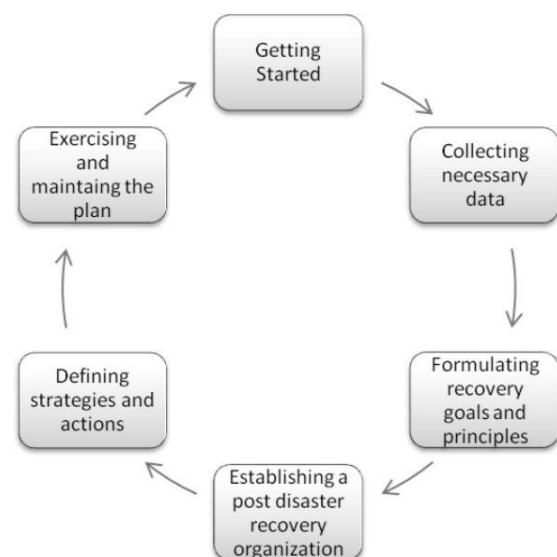 Getting
Started
Collecting
necessary
data
Formulating
recovery
goals and
principles
Establishing a
post disaster
recovery
organization
Defining
strategies and
actions
Exercising
and
maintaing the
plan